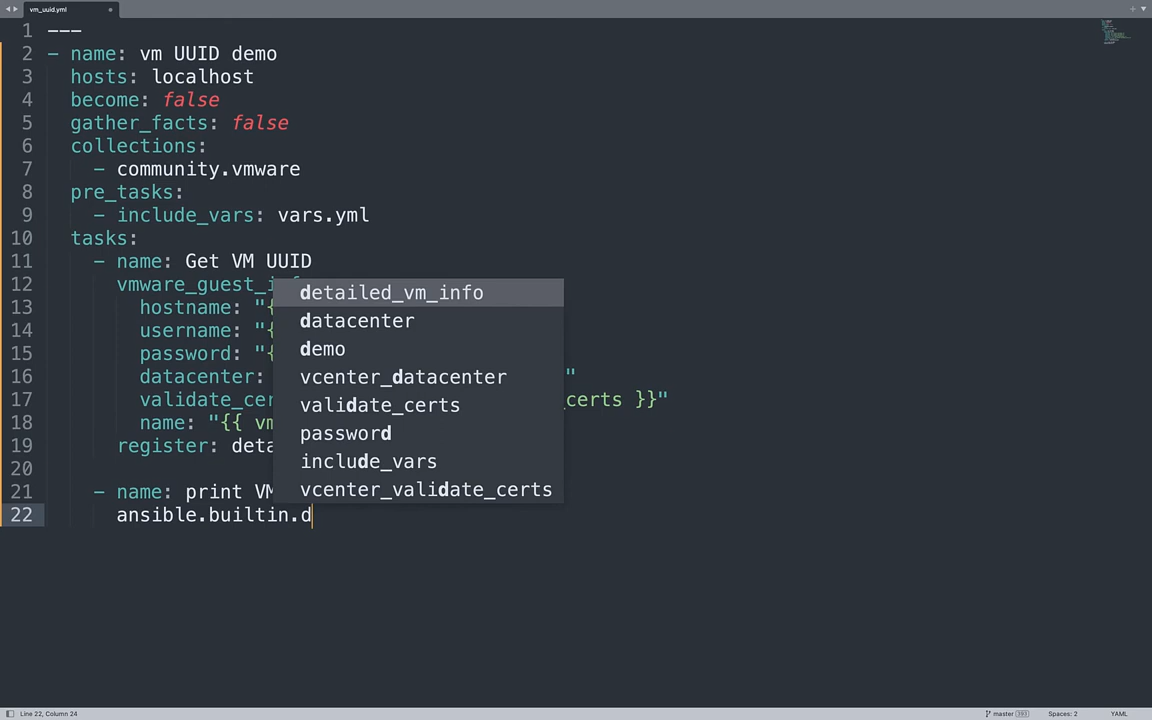 vm_uuid.yml
1 ---
2 - name: vm UUID demo
3 hosts: localhost
4 become: false
5 gather_facts: false
6 collections:
7 - community.vmware
8 pre_tasks:
9 - include_vars: vars.yml
10 tasks:
11 - name: Get VM UUID
12 vmware_guest_i
13 hostname: "{
14 username: "{
15 password: "{
16 datacenter: "
17 validate_cer _certs }}"
18 name: "{{ vm
19 register: deta
20
21 - name: print VM
22 ansible.builtin.d
detailed_vm_info
datacenter
demo
vcenter_datacenter
validate_certs
password
include_vars
vcenter_validate_certs
Line 22, Column 24
master 393
Spaces: 2
YAML